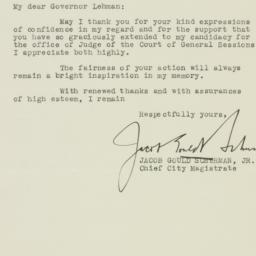 My dear Governor Lehman:
May I thank you for your kind expressions
of confidence in my regard and for the support that
you have so graciously extended to my candidacy for
the office of Judge of the Court of General Sessions
I appreciate both highly.
The fairness of your action will always
remain a bright inspiration in my memory.
With renewed thanks and with assurances
of high esteem, I remain
Respectfully yours,
Jacob Gould Schur
JACOB GOULD SCHURMAN, JR.
Chief City Magistrate